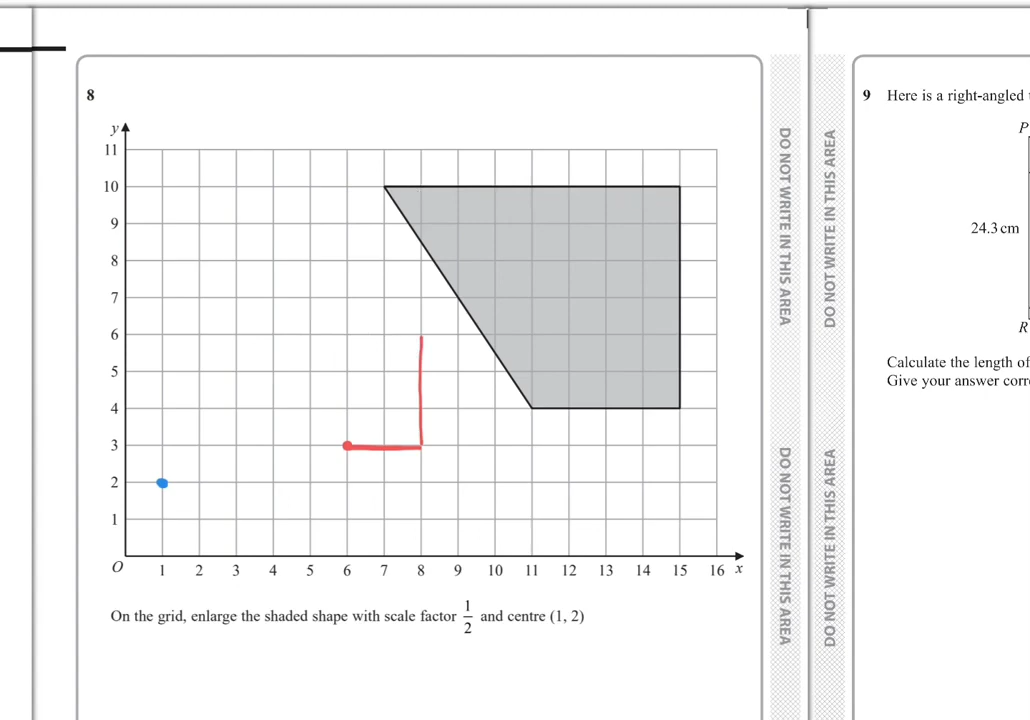 8
9 Here is a right-angled
y
11
10
9
8
7
6
5
4
3
2
1
O 1 2 3 4 5 6 7 8 9 10 11 12 13 14 15 16 x
On the grid, enlarge the shaded shape with scale factor 1/2 and centre (1, 2)
DO NOT WRITE IN THIS AREA
DO NOT WRITE IN THIS AREA
DO NOT WRITE IN THIS AREA
DO NOT WRITE IN THIS AREA
P
24.3 cm
R
Calculate the length of
Give your answer